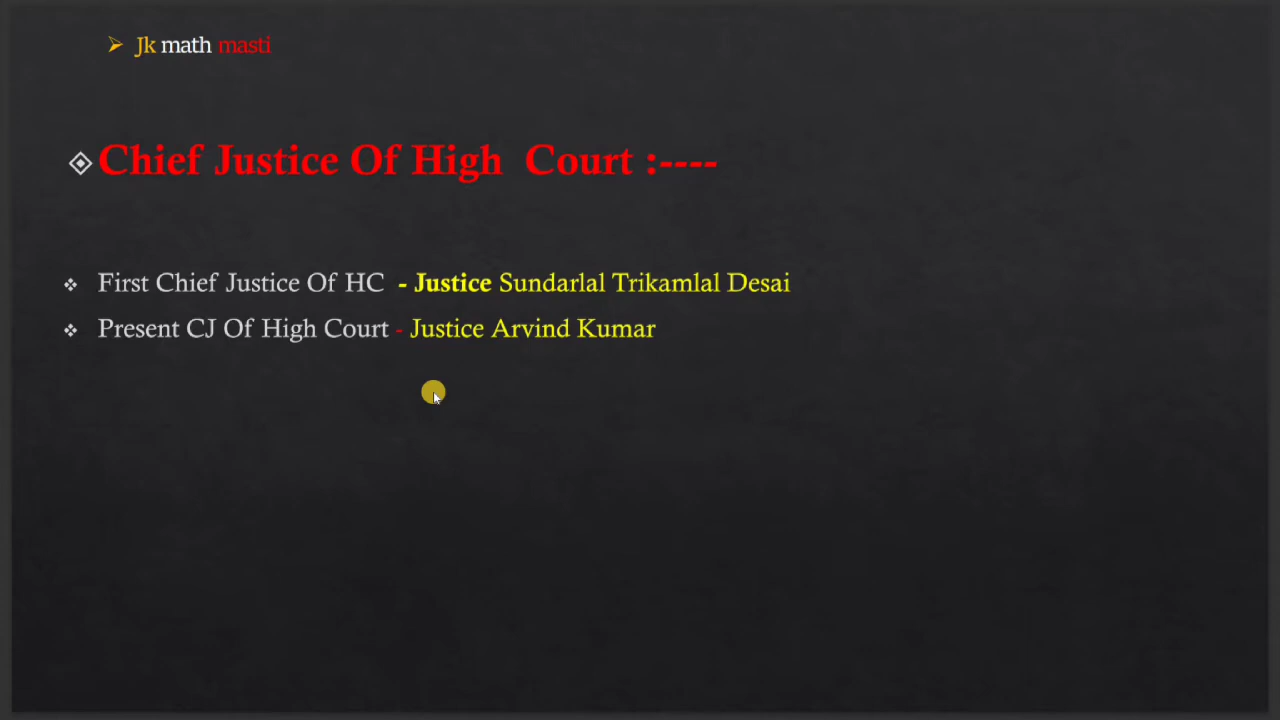 Jk math masti
Chief Justice Of High Court :----
First Chief Justice Of HC - Justice Sundarlal Trikamlal Desai
Present CJ Of High Court - Justice Arvind Kumar